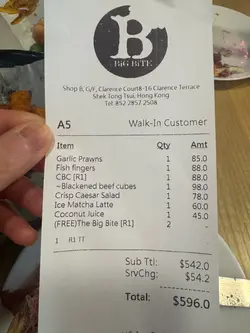 B
BiG BiTE
Shop B, G/F, Clarence Court8-16 Clarence Terrace
Shek Tong Tsui, Hong Kong
Tel: 852 2857 2508
A5 Walk-In Customer
Item Qty Amt
Garlic Prawns 1 85.0
Fish fingers 1 88.0
CBC [R1] 1 88.0
~Blackened beef cubes 1 98.0
Crisp Caesar Salad 1 78.0
Ice Matcha Latte 1 60.0
Coconut Juice 1 45.0
(FREE)The Big Bite [R1] 2 -
1 R1 TT
Sub Ttl: $542.0
SrvChg: $54.2
Total: $596.0